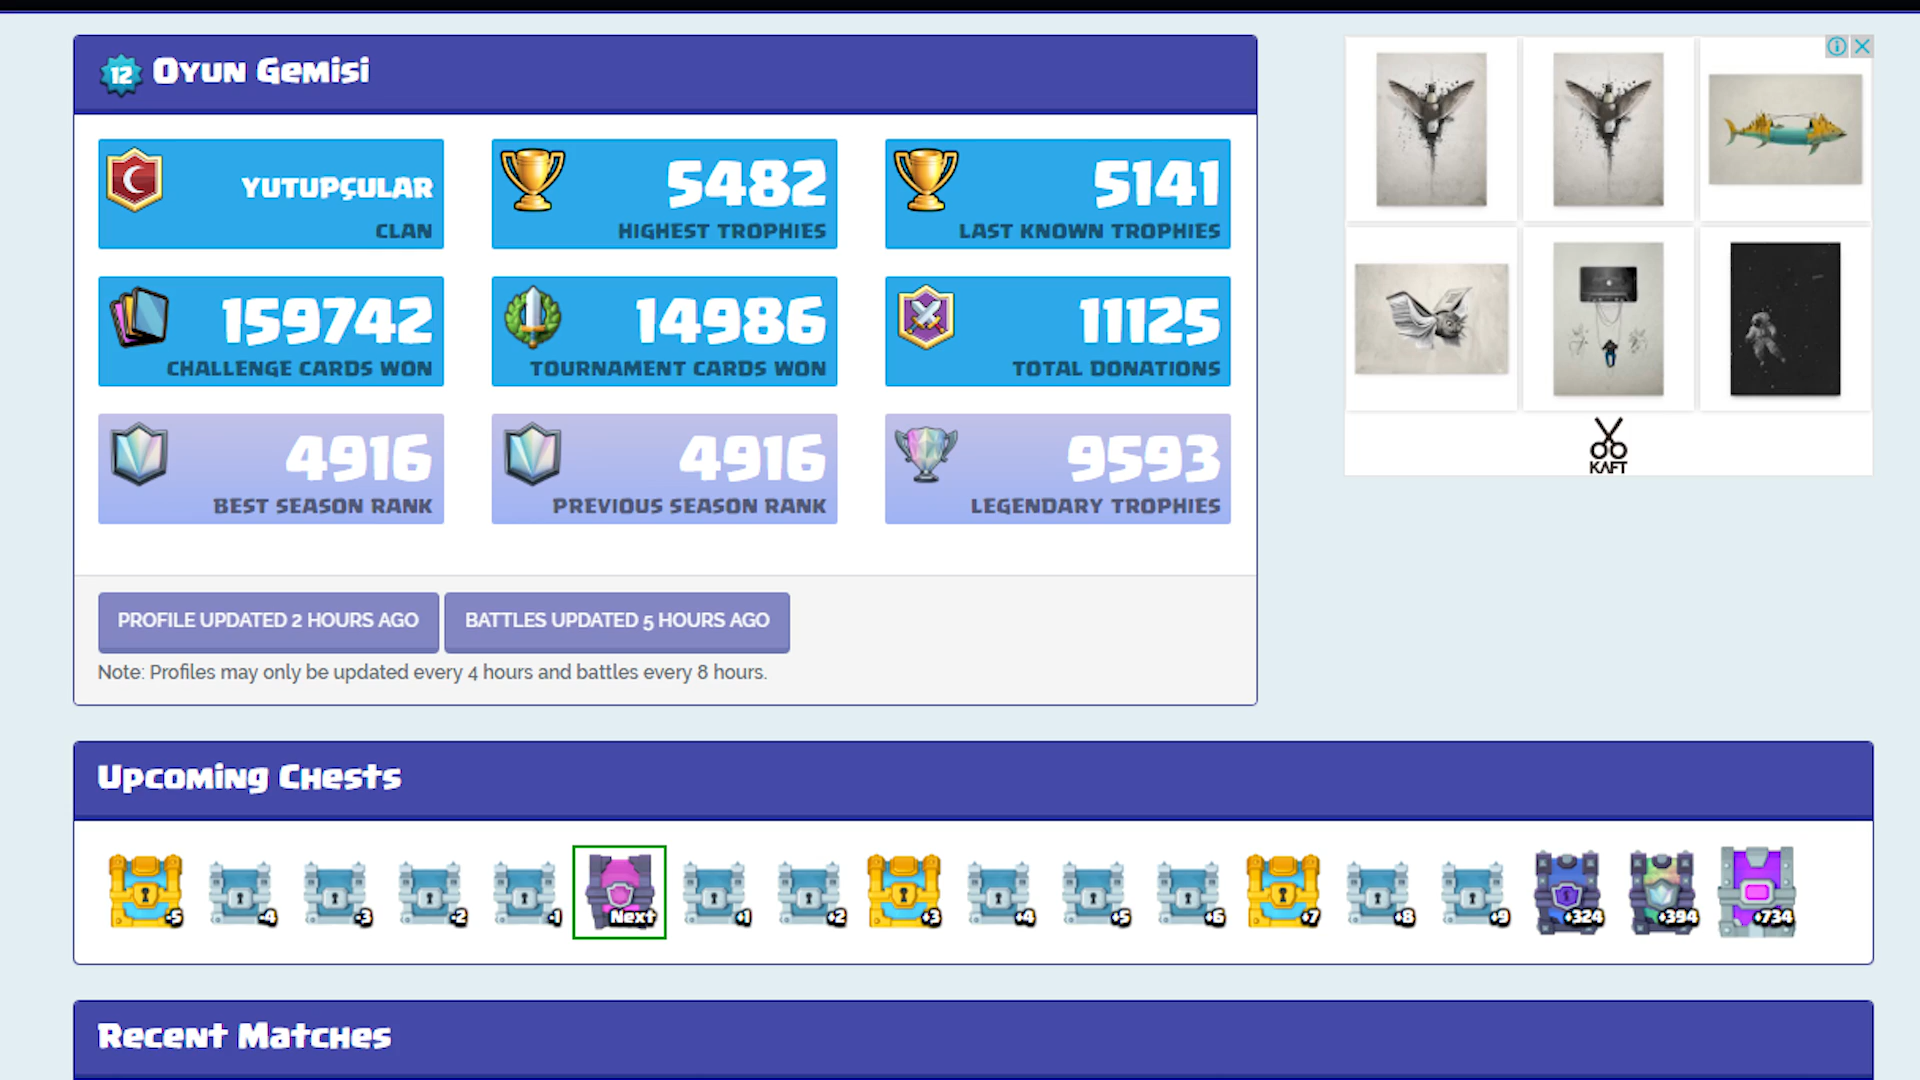 12 Oyun Gemisi
YUTUPÇULAR
CLAN
5482
HIGHEST TROPHIES
5141
LAST KNOWN TROPHIES
159742
CHALLENGE CARDS WON
14986
TOURNAMENT CARDS WON
11125
TOTAL DONATIONS
4916
BEST SEASON RANK
4916
PREVIOUS SEASON RANK
9593
LEGENDARY TROPHIES
KAFT
PROFILE UPDATED 2 HOURS AGO
BATTLES UPDATED 5 HOURS AGO
Note: Profiles may only be updated every 4 hours and battles every 8 hours.
Upcoming Chests
-5 -4 -3 -2 -1 Next +1 +2 +3 +4 +5 +6 +7 +8 +9 +324 +394 +734
Recent Matches